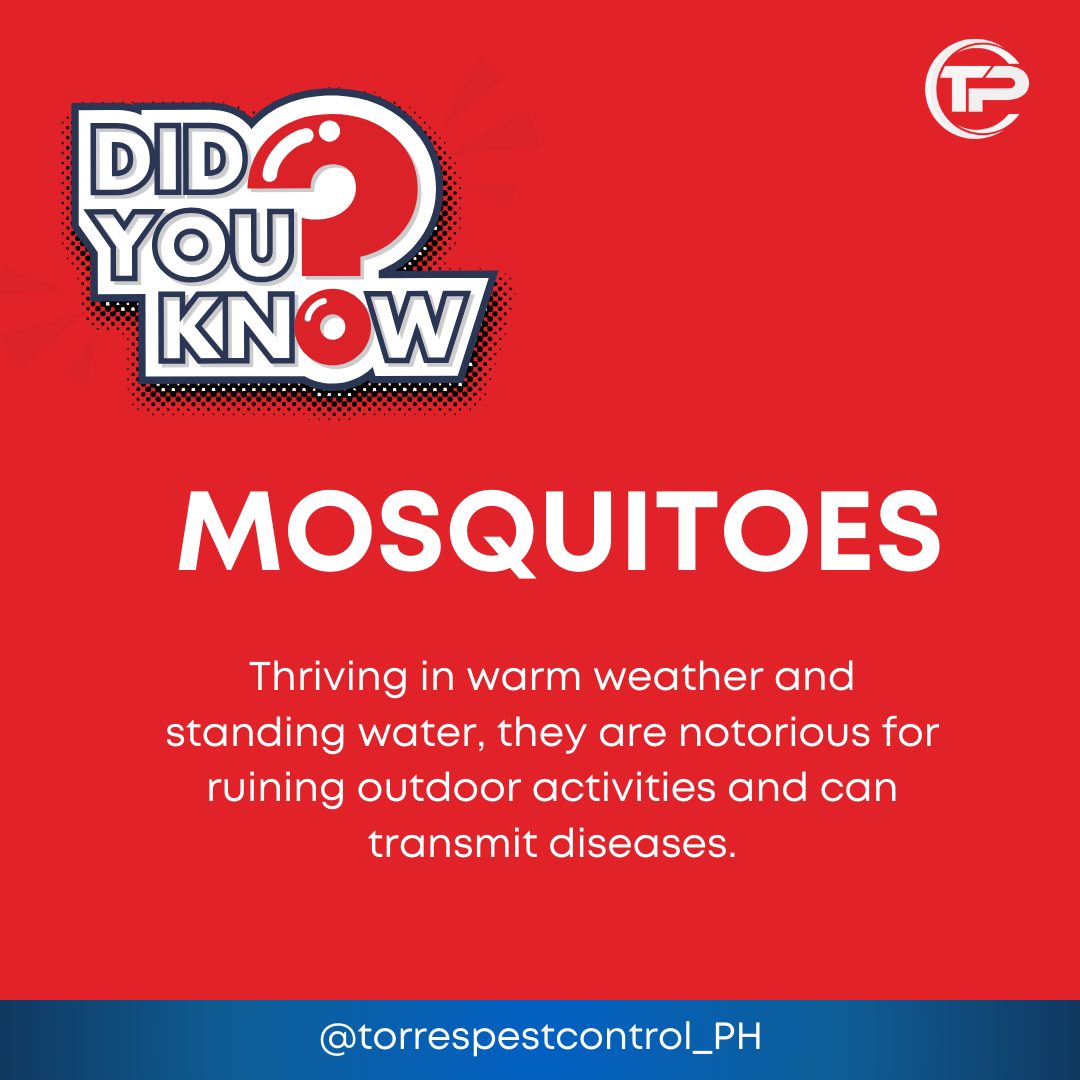 DID
YOU
KNOW?
TP
MOSQUITOES
Thriving in warm weather and
standing water, they are notorious for
ruining outdoor activities and can
transmit diseases.
@torrespestcontrol_PH